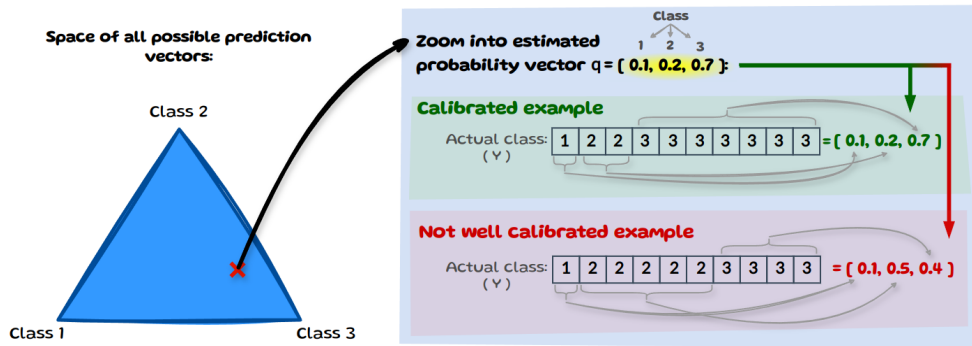 Space of all possible prediction
vectors:
Class 2
Class 1
Class 3
Class
1 2 3
Zoom into estimated
probability vector q = [ 0.1, 0.2, 0.7 ]:
Calibrated example
Actual class: 1 2 2 3 3 3 3 3 3 3 = [ 0.1, 0.2, 0.7 ]
( Y )
Not well calibrated example
Actual class: 1 2 2 2 2 2 3 3 3 3 = [ 0.1, 0.5, 0.4 ]
( Y )